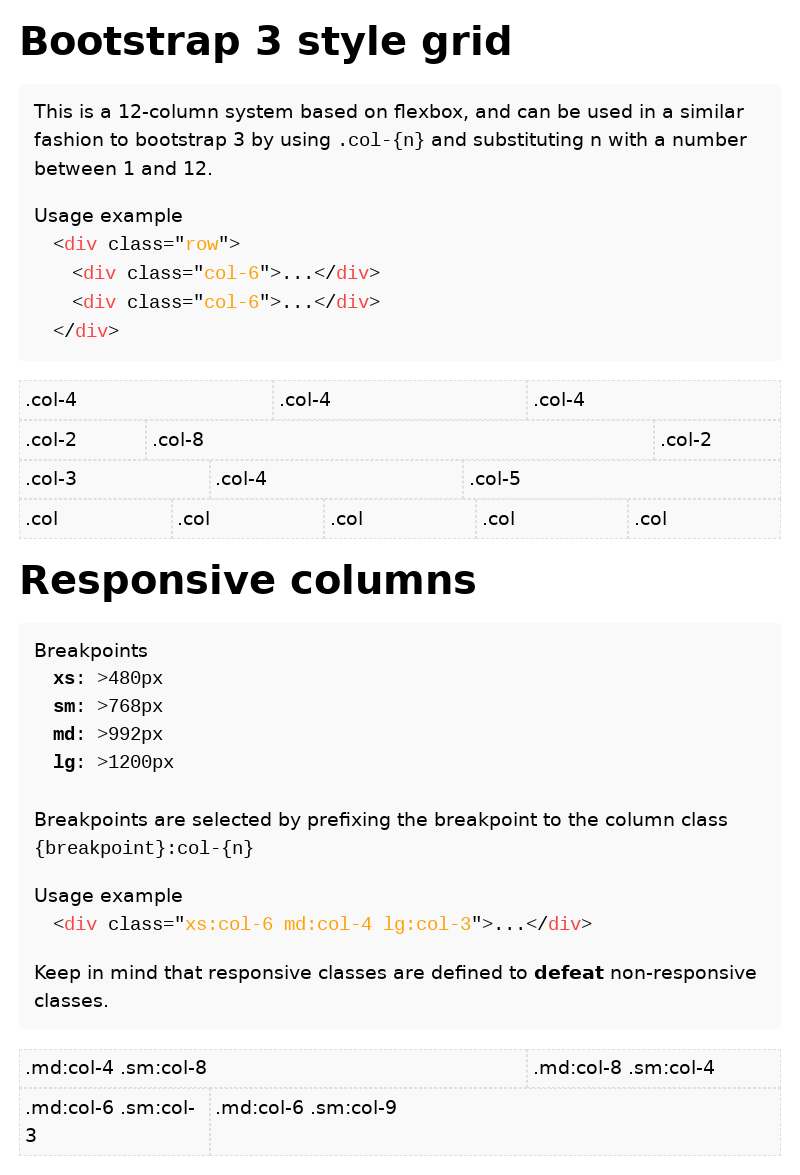 Bootstrap 3 style grid
This is a 12-column system based on flexbox, and can be used in a similar
fashion to bootstrap 3 by using .col-{n} and substituting n with a number
between 1 and 12.
Usage example
<div class="row">
<div class="col-6">...</div>
<div class="col-6">...</div>
</div>
.col-4 .col-4 .col-4
.col-2 .col-8 .col-2
.col-3 .col-4 .col-5
.col .col .col .col .col
Responsive columns
Breakpoints
xs: >480px
sm: >768px
md: >992px
lg: >1200px
Breakpoints are selected by prefixing the breakpoint to the column class
{breakpoint}:col-{n}
Usage example
<div class="xs:col-6 md:col-4 lg:col-3">...</div>
Keep in mind that responsive classes are defined to defeat non-responsive
classes.
.md:col-4 .sm:col-8 .md:col-8 .sm:col-4
.md:col-6 .sm:col- .md:col-6 .sm:col-9
3